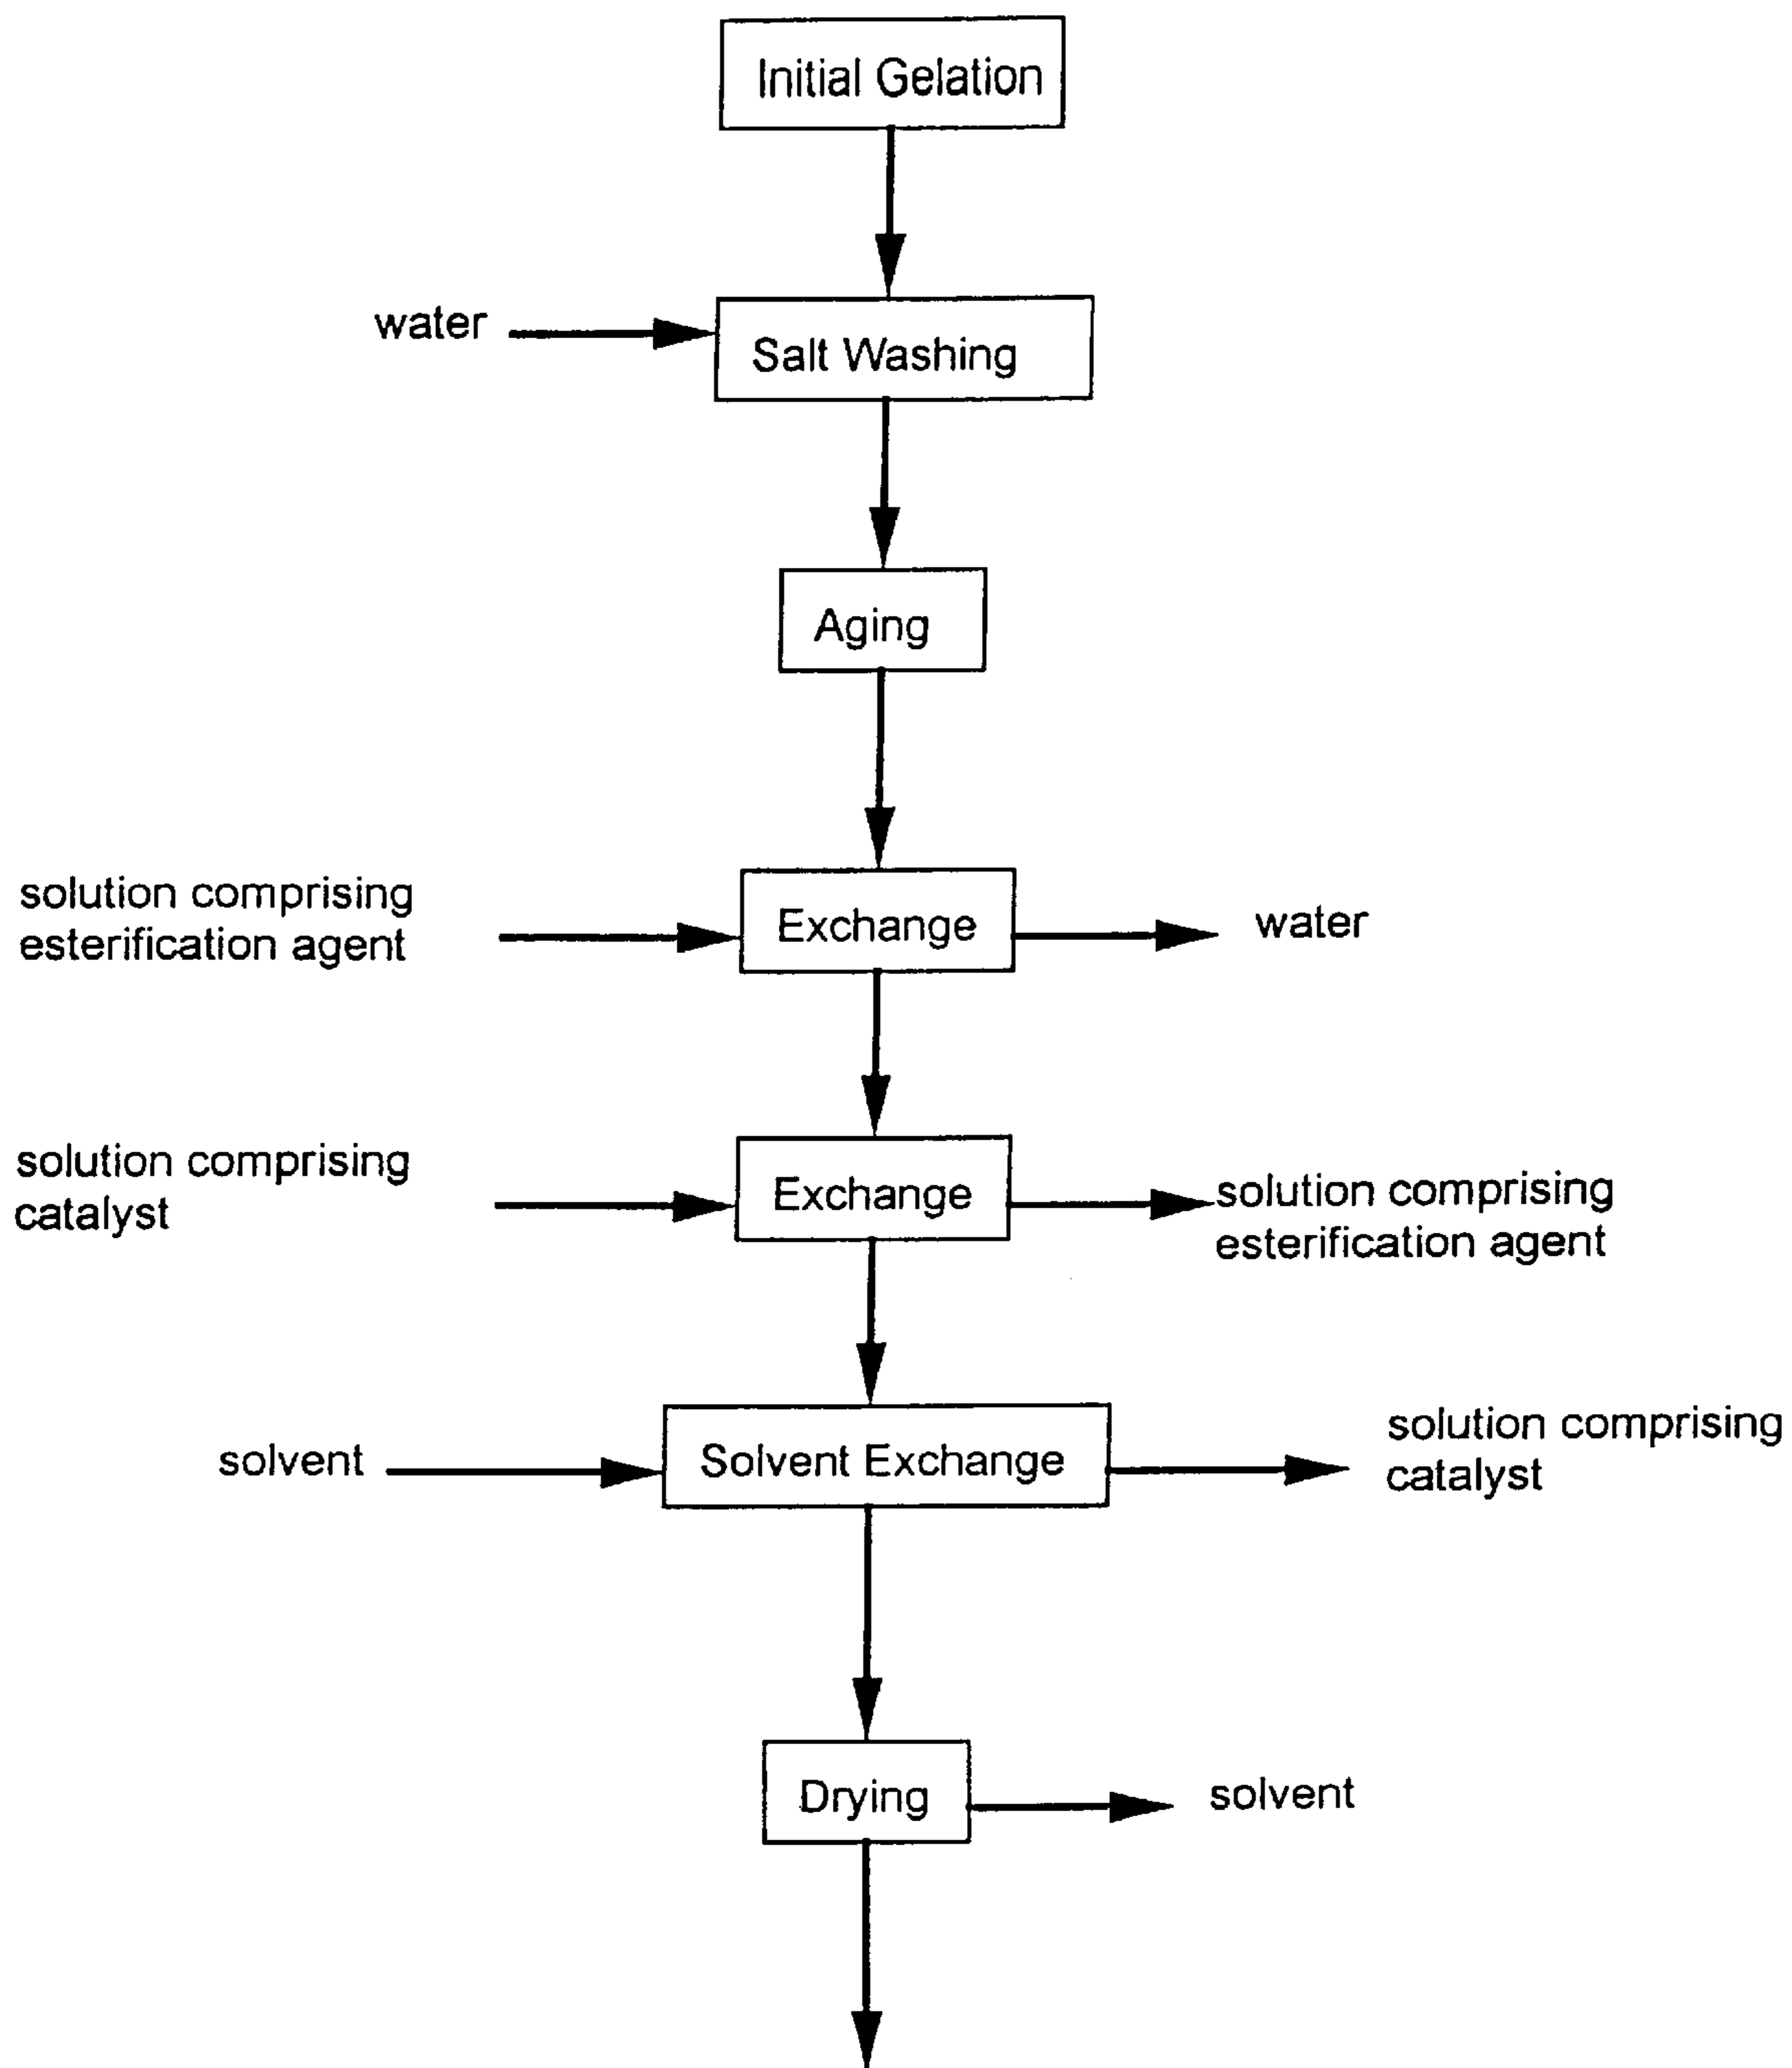 Initial Gelation
water
Salt Washing
Aging
solution comprising
esterification agent
Exchange
water
solution comprising
catalyst
Exchange
solution comprising
esterification agent
solvent
Solvent Exchange
solution comprising
catalyst
Drying
solvent